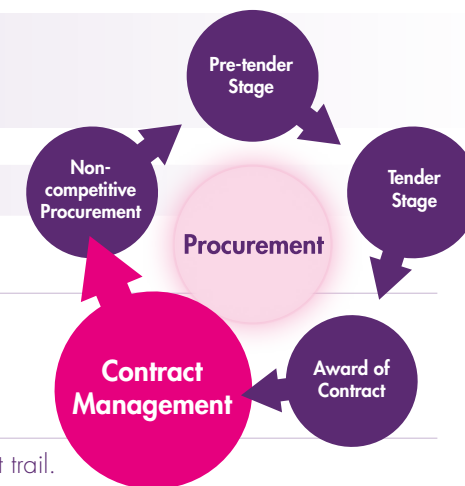 Pre-tender
Stage
Non-
competitive
Procurement
Tender
Stage
Procurement
Contract
Management
Award of
Contract
t trail.